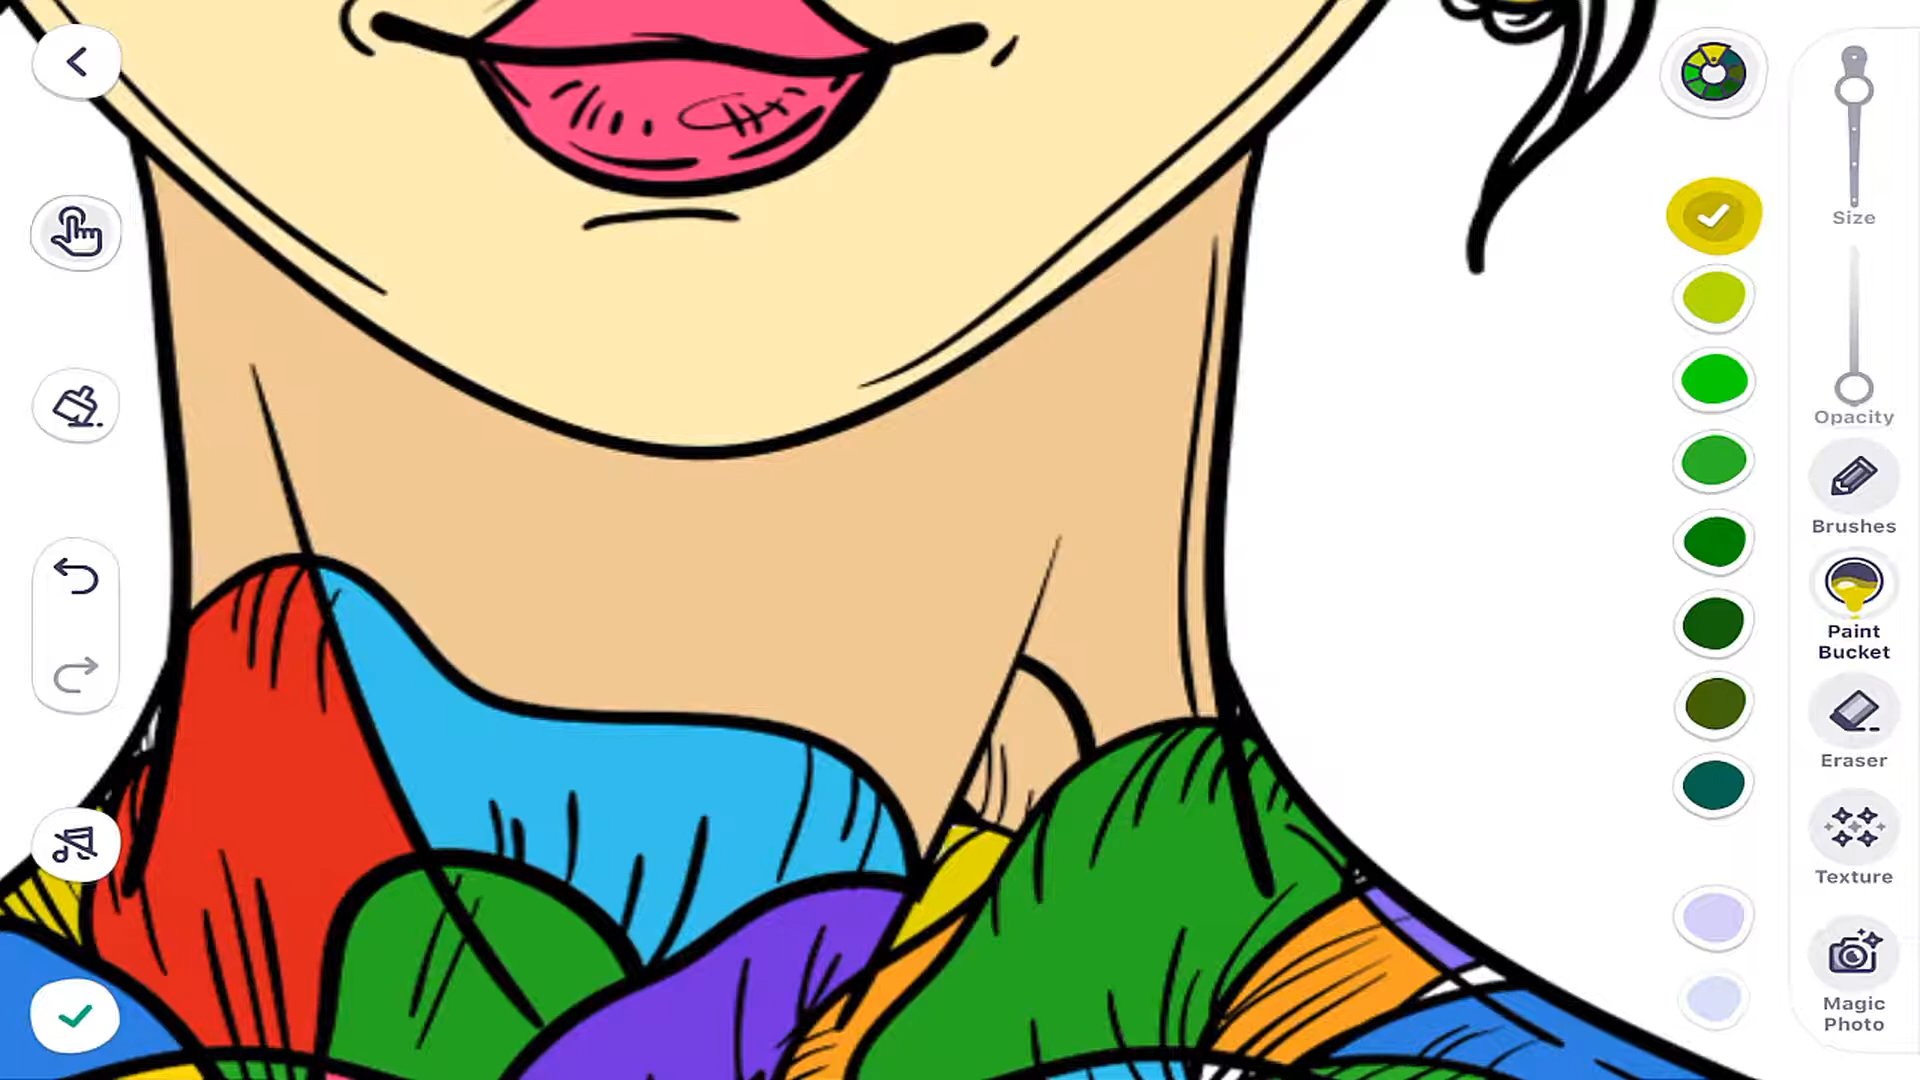 Size
Opacity
Brushes
Paint
Bucket
Eraser
Texture
Magic
Photo